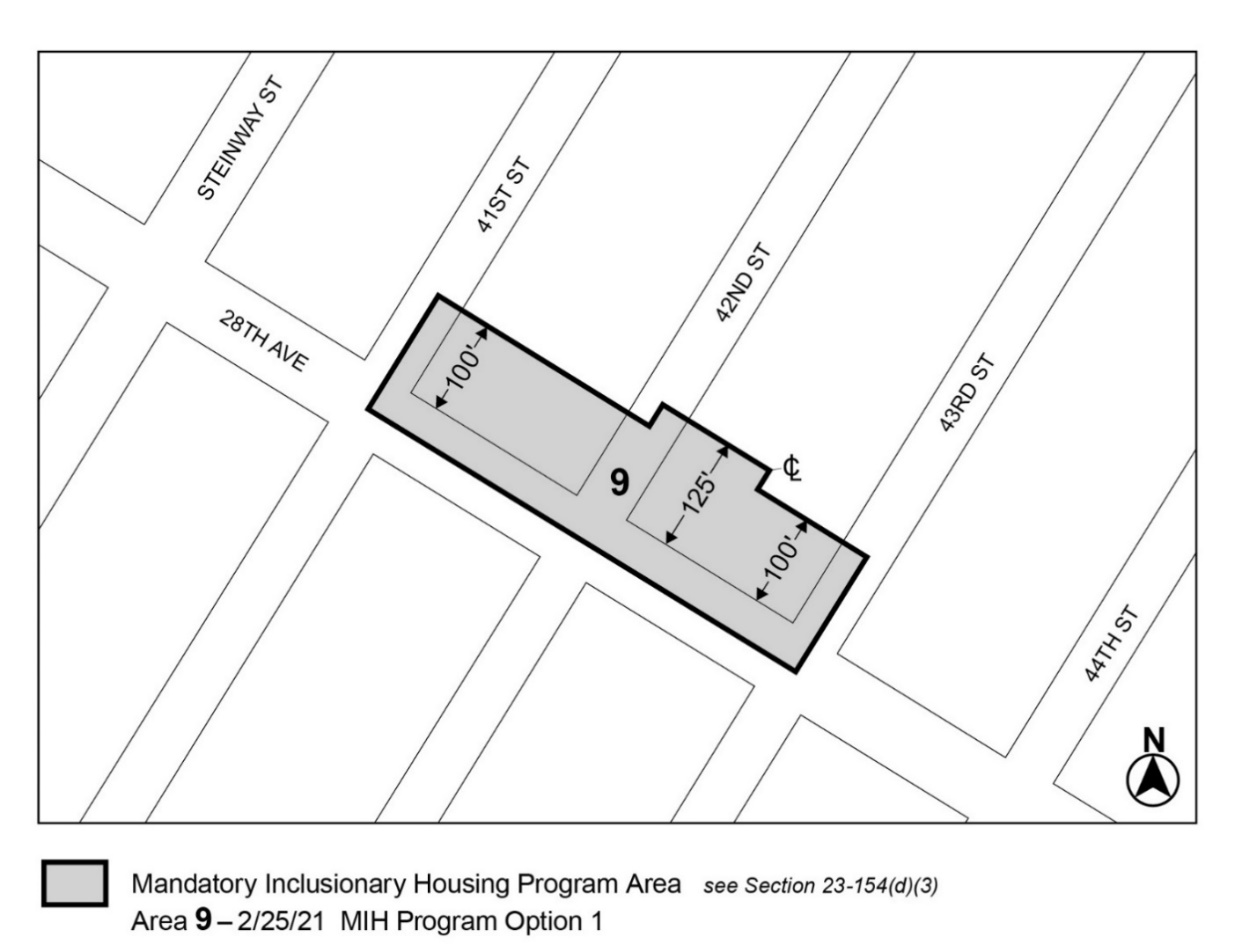 STEINWAY ST
41ST ST
42ND ST
28TH AVE
100'
43RD ST
℄
9
125'
100'
44TH ST
N
Mandatory Inclusionary Housing Program Area see Section 23-154(d)(3)
Area 9 – 2/25/21 MIH Program Option 1